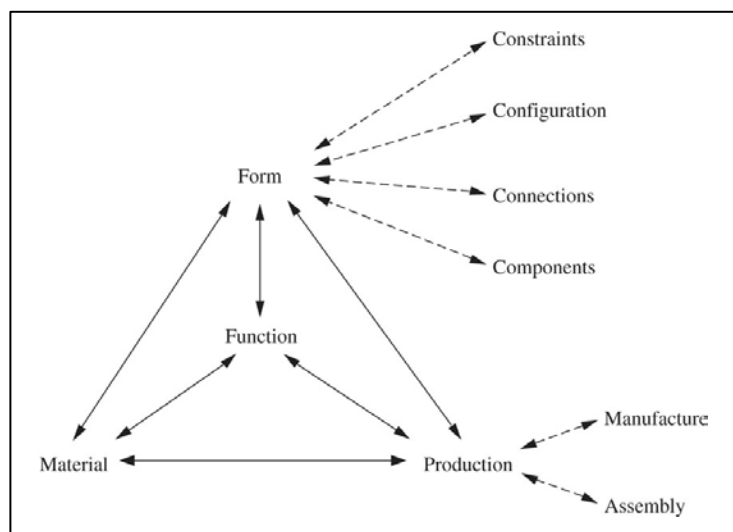 Constraints
Configuration
Form
Connections
Components
Function
Manufacture
Material
Production
Assembly